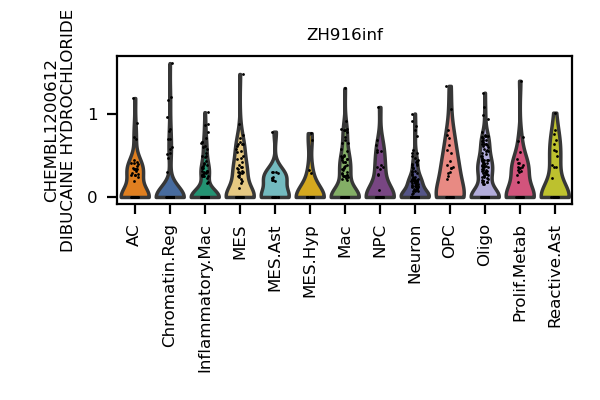 ZH916inf
CHEMBL1200612
DIBUCAINE HYDROCHLORIDE
1
0
AC
Chromatin.Reg
Inflammatory.Mac
MES
MES.Ast
MES.Hyp
Mac
NPC
Neuron
OPC
Oligo
Prolif.Metab
Reactive.Ast